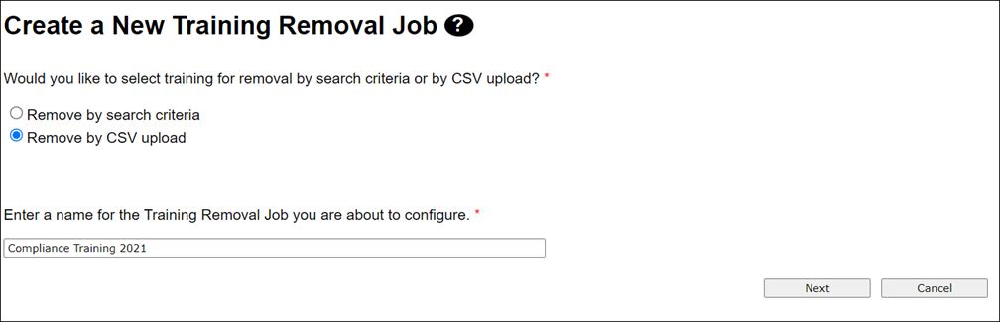 Create a New Training Removal Job ?
Would you like to select training for removal by search criteria or by CSV upload? *
Remove by search criteria
Remove by CSV upload
Enter a name for the Training Removal Job you are about to configure. *
Compliance Training 2021
Next Cancel